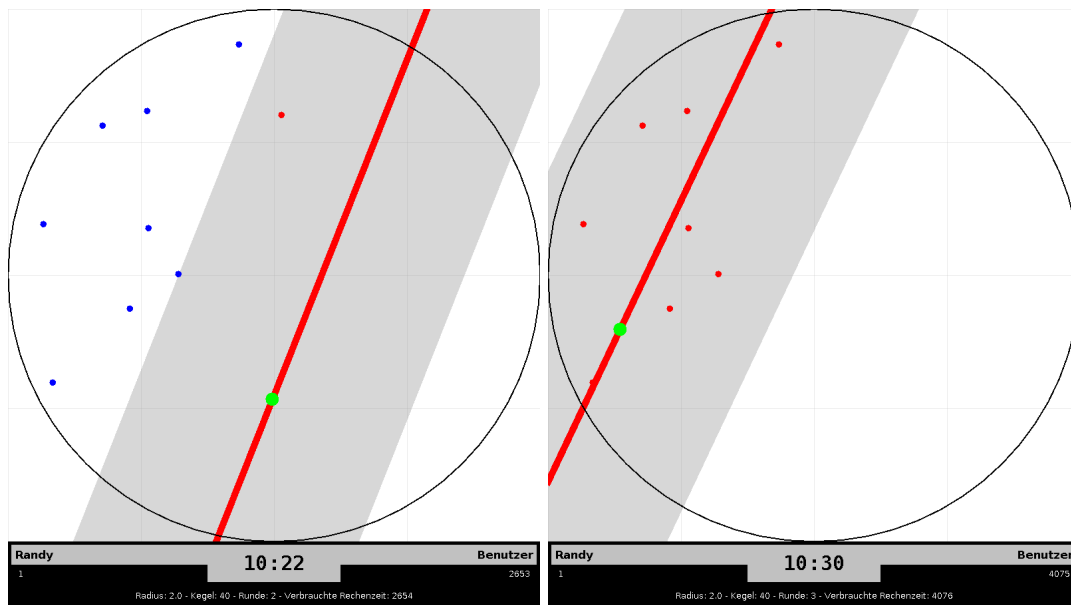 Randy 10:22 Benutzer
1 2653
Radius: 2.0 - Kegel: 40 - Runde: 2 - Verbrauchte Rechenzeit: 2654
Randy 10:30 Benutzer
1 4075
Radius: 2.0 - Kegel: 40 - Runde: 3 - Verbrauchte Rechenzeit: 4076